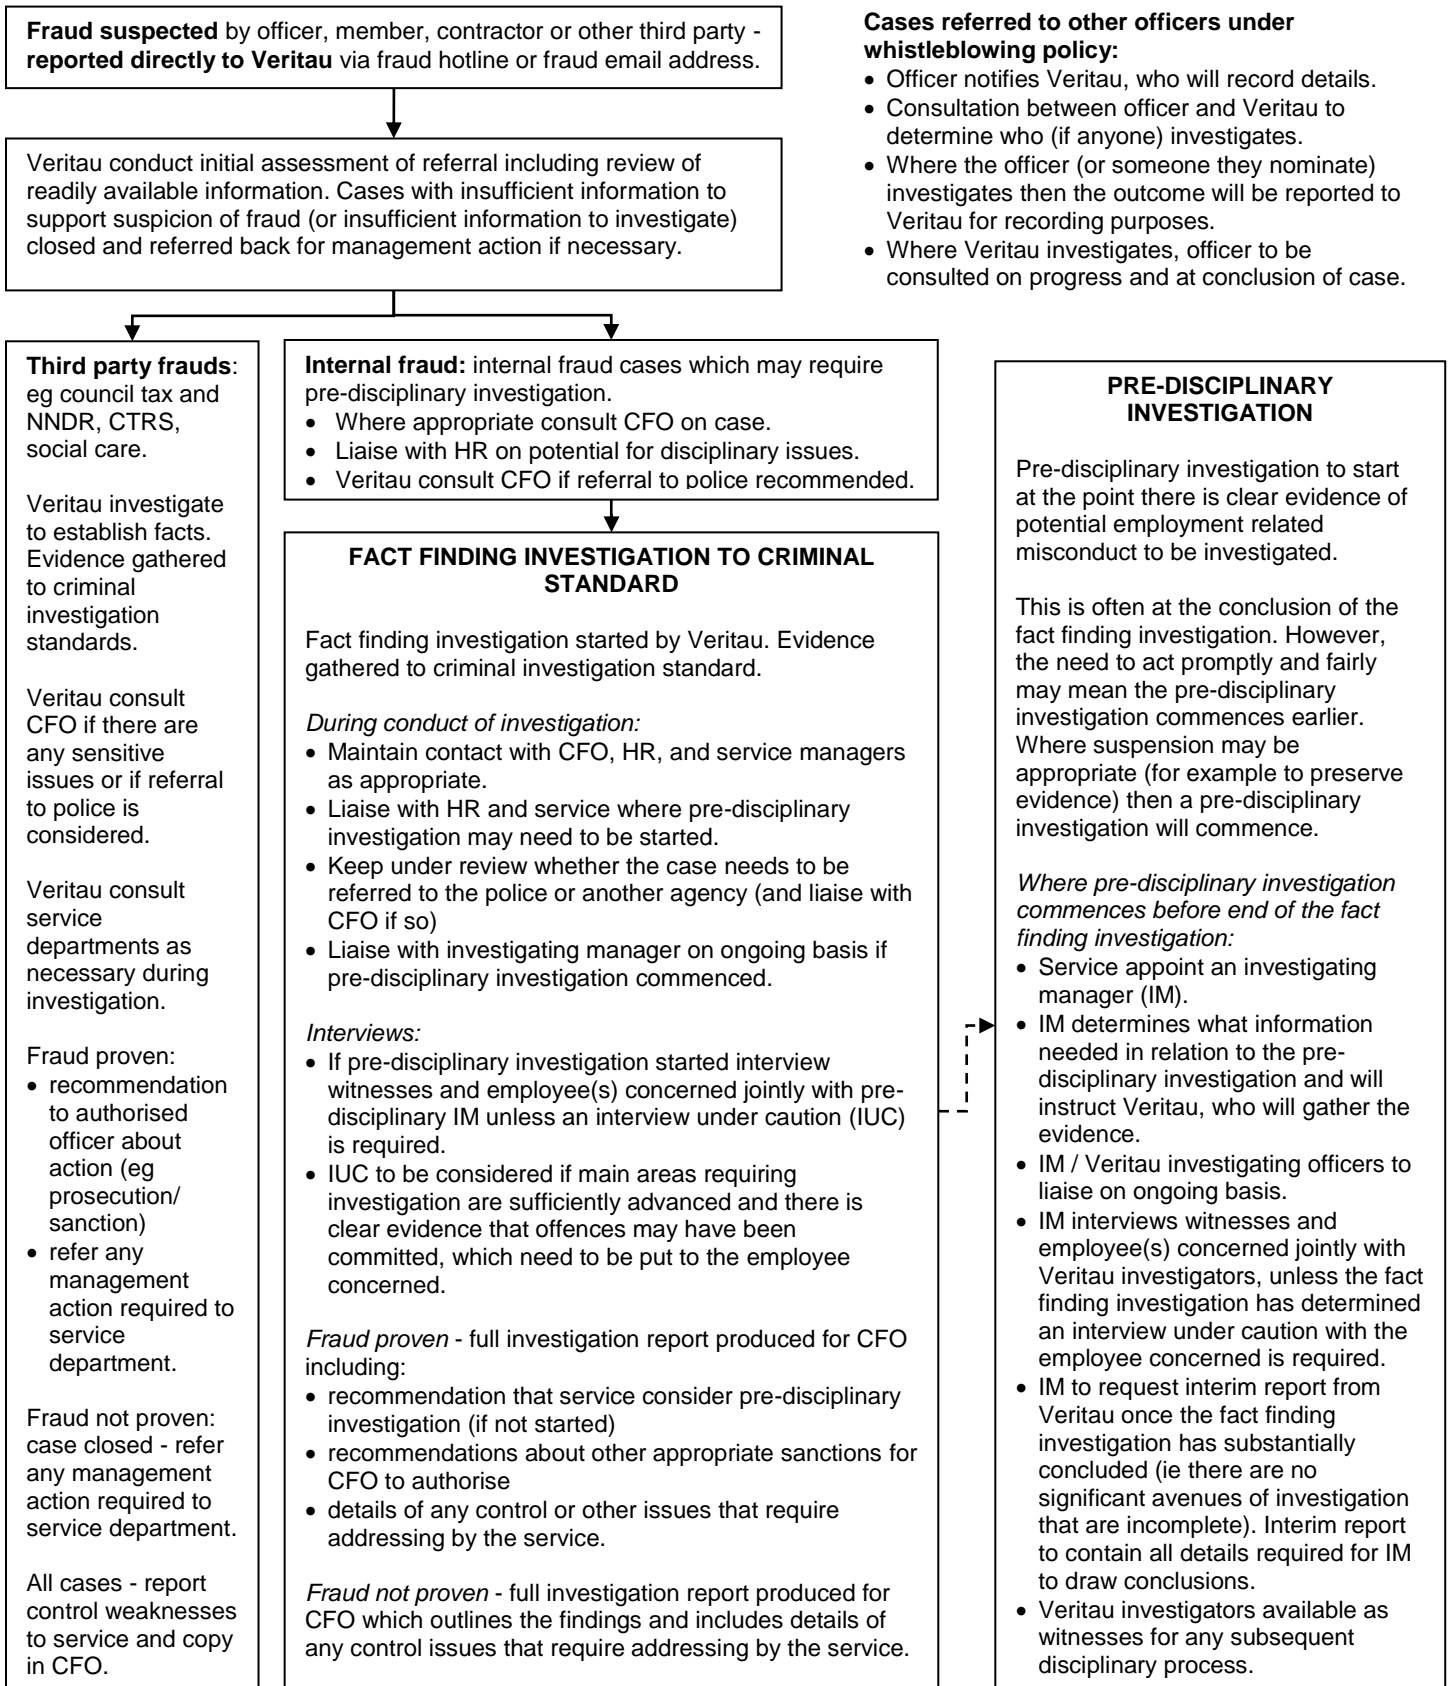 Fraud suspected by officer, member, contractor or other third party -
reported directly to Veritau via fraud hotline or fraud email address.
Cases referred to other officers under
whistleblowing policy:
• Officer notifies Veritau, who will record details.
• Consultation between officer and Veritau to
determine who (if anyone) investigates.
• Where the officer (or someone they nominate)
investigates then the outcome will be reported to
Veritau for recording purposes.
• Where Veritau investigates, officer to be
consulted on progress and at conclusion of case.
Veritau conduct initial assessment of referral including review of
readily available information. Cases with insufficient information to
support suspicion of fraud (or insufficient information to investigate)
closed and referred back for management action if necessary.
Third party frauds:
eg council tax and
NNDR, CTRS,
social care.
Veritau investigate
to establish facts.
Evidence gathered
to criminal
investigation
standards.
Veritau consult
CFO if there are
any sensitive
issues or if referral
to police is
considered.
Veritau consult
service
departments as
necessary during
investigation.
Fraud proven:
• recommendation
to authorised
officer about
action (eg
prosecution/
sanction)
• refer any
management
action required to
service
department.
Fraud not proven:
case closed - refer
any management
action required to
service department.
All cases - report
control weaknesses
to service and copy
in CFO.
Internal fraud: internal fraud cases which may require
pre-disciplinary investigation.
• Where appropriate consult CFO on case.
• Liaise with HR on potential for disciplinary issues.
• Veritau consult CFO if referral to police recommended.
FACT FINDING INVESTIGATION TO CRIMINAL
STANDARD
Fact finding investigation started by Veritau. Evidence
gathered to criminal investigation standard.
During conduct of investigation:
• Maintain contact with CFO, HR, and service managers
as appropriate.
• Liaise with HR and service where pre-disciplinary
investigation may need to be started.
• Keep under review whether the case needs to be
referred to the police or another agency (and liaise with
CFO if so)
• Liaise with investigating manager on ongoing basis if
pre-disciplinary investigation commenced.
Interviews:
• If pre-disciplinary investigation started interview
witnesses and employee(s) concerned jointly with pre-
disciplinary IM unless an interview under caution (IUC)
is required.
• IUC to be considered if main areas requiring
investigation are sufficiently advanced and there is
clear evidence that offences may have been
committed, which need to be put to the employee
concerned.
Fraud proven - full investigation report produced for CFO
including:
• recommendation that service consider pre-disciplinary
investigation (if not started)
• recommendations about other appropriate sanctions for
CFO to authorise
• details of any control or other issues that require
addressing by the service.
Fraud not proven - full investigation report produced for
CFO which outlines the findings and includes details of
any control issues that require addressing by the service.
PRE-DISCIPLINARY
INVESTIGATION
Pre-disciplinary investigation to start
at the point there is clear evidence of
potential employment related
misconduct to be investigated.
This is often at the conclusion of the
fact finding investigation. However,
the need to act promptly and fairly
may mean the pre-disciplinary
investigation commences earlier.
Where suspension may be
appropriate (for example to preserve
evidence) then a pre-disciplinary
investigation will commence.
Where pre-disciplinary investigation
commences before end of the fact
finding investigation:
• Service appoint an investigating
manager (IM).
• IM determines what information
needed in relation to the pre-
disciplinary investigation and will
instruct Veritau, who will gather the
evidence.
• IM / Veritau investigating officers to
liaise on ongoing basis.
• IM interviews witnesses and
employee(s) concerned jointly with
Veritau investigators, unless the fact
finding investigation has determined
an interview under caution with the
employee concerned is required.
• IM to request interim report from
Veritau once the fact finding
investigation has substantially
concluded (ie there are no
significant avenues of investigation
that are incomplete). Interim report
to contain all details required for IM
to draw conclusions.
• Veritau investigators available as
witnesses for any subsequent
disciplinary process.